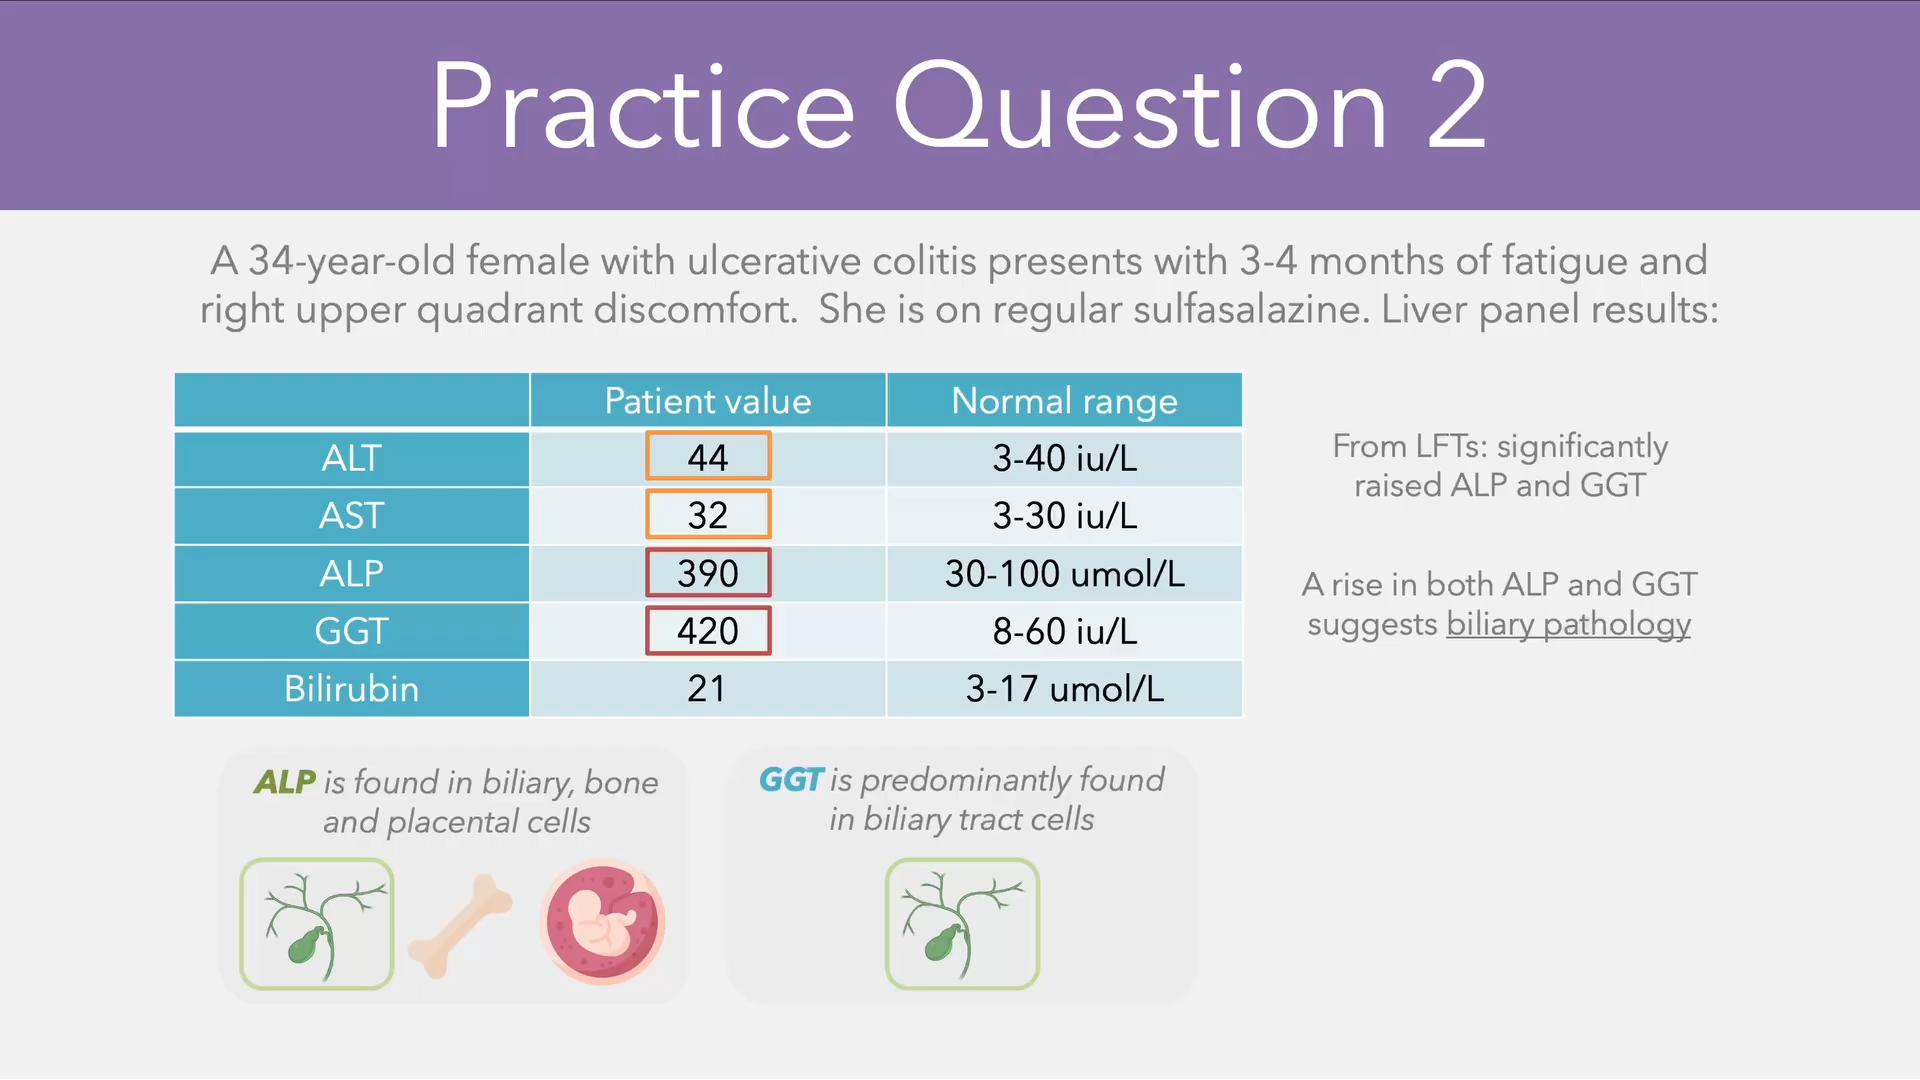 Practice Question 2
A 34-year-old female with ulcerative colitis presents with 3-4 months of fatigue and
right upper quadrant discomfort.  She is on regular sulfasalazine. Liver panel results:
Patient value Normal range
ALT 44 3-40 iu/L
AST 32 3-30 iu/L
ALP 390 30-100 umol/L
GGT 420 8-60 iu/L
Bilirubin 21 3-17 umol/L
From LFTs: significantly
raised ALP and GGT
A rise in both ALP and GGT
suggests biliary pathology
ALP is found in biliary, bone
and placental cells
GGT is predominantly found
in biliary tract cells